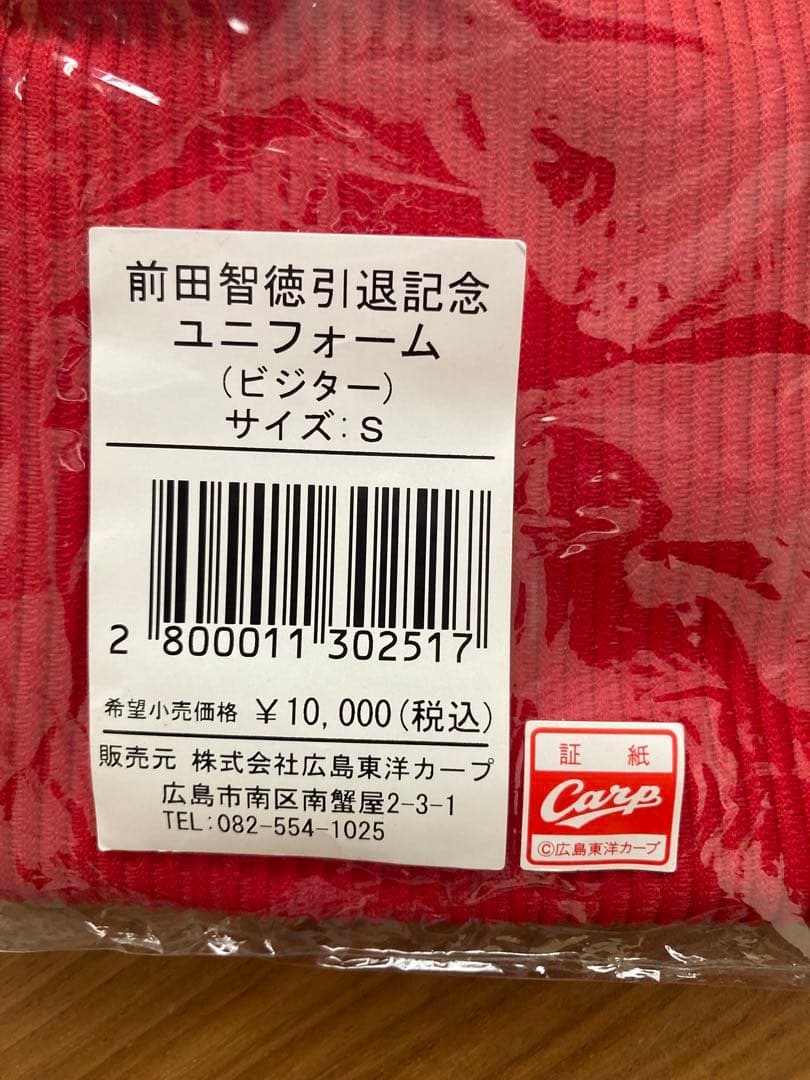 前田智徳引退記念
ユニフォーム
(ビジター)
サイズ:S
2 800011 302517
希望小売価格 ¥10,000(税込)
販売元 株式会社広島東洋カープ
広島市南区南蟹屋2-3-1
TEL:082-554-1025
証 紙
Carp
©広島東洋カープ